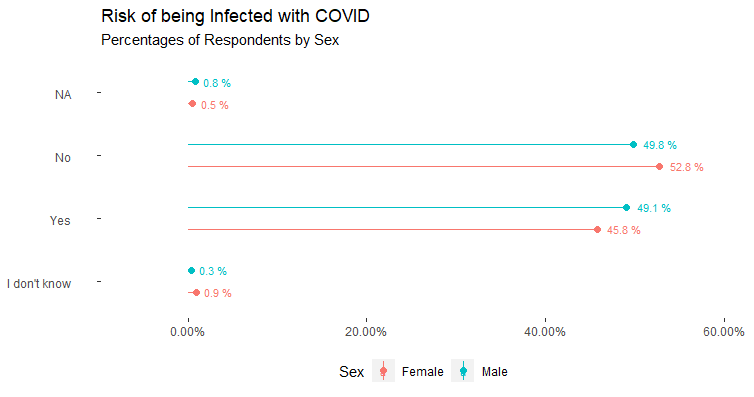 Risk of being Infected with COVID
Percentages of Respondents by Sex
NA
0.8 %
0.5 %
No
49.8 %
52.8 %
Yes
49.1 %
45.8 %
I don't know
0.3 %
0.9 %
0.00% 20.00% 40.00% 60.00%
Sex Female Male